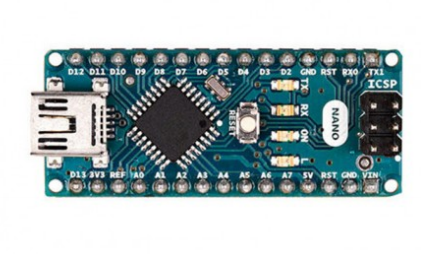 D12 D11 D10 D9 D8 D7 D6 D5 D4 D3 D2 GND RST RX0 TX1
TX
RX
ON
L
RESET
NANO
ICSP
D13 3V3 REF A0 A1 A2 A3 A4 A5 A6 A7 5V RST GND VIN